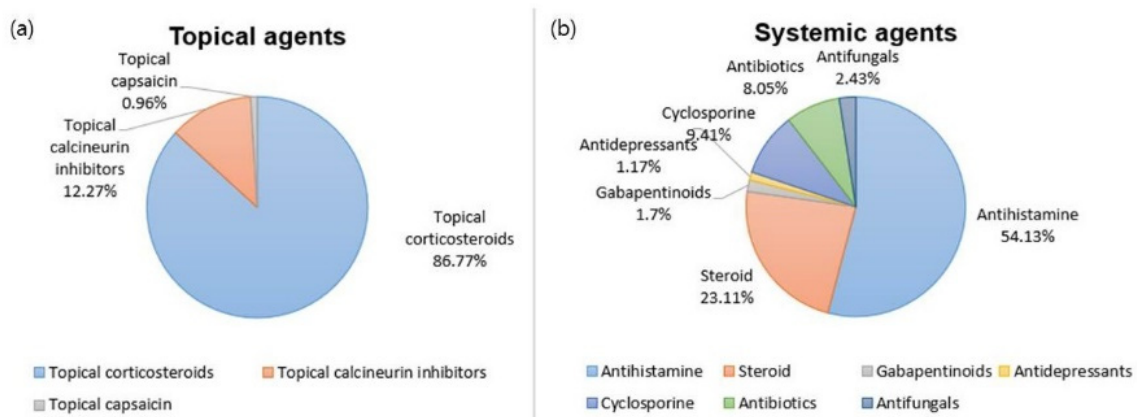 (a)
Topical agents
Topical
capsaicin
0.96%
Topical
calcineurin
inhibitors
12.27%
Topical
corticosteroids
86.77%
Topical corticosteroids
Topical calcineurin inhibitors
Topical capsaicin
(b)
Systemic agents
Antifungals
2.43%
Antibiotics
8.05%
Cyclosporine
9.41%
Antidepressants
1.17%
Gabapentinoids
1.7%
Antihistamine
54.13%
Steroid
23.11%
Antihistamine
Steroid
Gabapentinoids
Antidepressants
Cyclosporine
Antibiotics
Antifungals